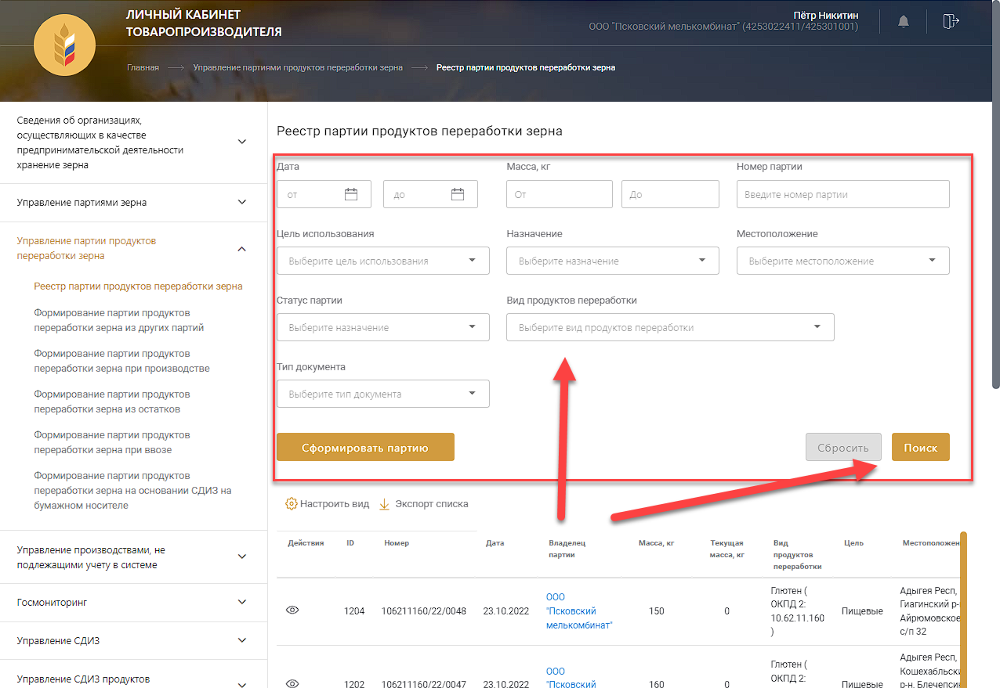 ЛИЧНЫЙ КАБИНЕТ
ТОВАРОПРОИЗВОДИТЕЛЯ
Пётр Никитин
ООО "Псковский мелькомбинат" (4253022411/425301001)
Главная
Управление партиями продуктов переработки зерна
Реестр партии продуктов переработки зерна
Сведения об организациях,
осуществляющих в качестве
предпринимательской деятельности
хранение зерна
Управление партиями зерна
Управление партии продуктов
переработки зерна
Реестр партии продуктов переработки зерна
Формирование партии продуктов
переработки зерна из других партий
Формирование партии продуктов
переработки зерна при производстве
Формирование партии продуктов
переработки зерна из остатков
Формирование партии продуктов
переработки зерна при ввозе
Формирование партии продуктов
переработки зерна на основании СДИЗ на
бумажном носителе
Управление производствами, не
подлежащими учету в системе
Госмониторинг
Управление СДИЗ
Управление СДИЗ продуктов
Реестр партии продуктов переработки зерна
Дата
Масса, кг
Номер партии
от
до
От
До
Введите номер партии
Цель использования
Назначение
Местоположение
Выберите цель использования
Выберите назначение
Выберите местоположение
Статус партии
Вид продуктов переработки
Выберите назначение
Выберите вид продуктов переработки
Тип документа
Выберите тип документа
Сформировать партию
Сбросить
Поиск
Настроить вид
Экспорт списка
Действия
ID
Номер
Дата
Владелец
партии
Масса, кг
Текущая
масса, кг
Вид
продуктов
переработки
Цель
Местоположен
1204
106211160/22/0048
23.10.2022
ООО
"Псковский
мелькомбинат"
150
0
Глютен (
ОКПД 2:
10.62.11.160
)
Пищевые
Адыгея Респ,
Гиагинский р-
Айрюмовское
с/п 32
1202
106211160/22/0047
23.10.2022
ООО
"Псковский
160
0
Глютен (
ОКПД 2:
Пищевые
Адыгея Респ,
Кошехабльски
р-н, Блечепсин